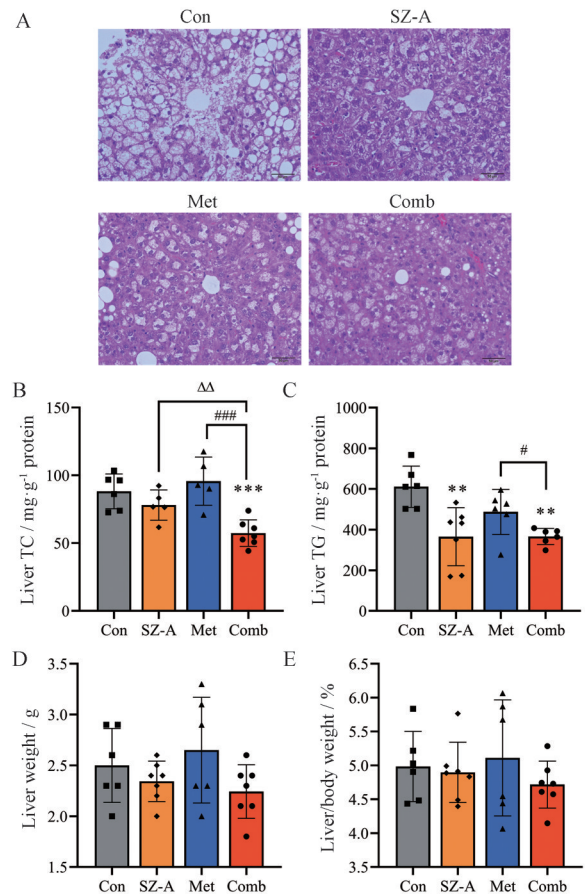 A
Con
SZ-A
Met
Comb
B
ΔΔ
###
***
Liver TC / mg·g⁻¹ protein
150
100
50
0
Con SZ-A Met Comb
C
#
**
**
Liver TG / mg·g⁻¹ protein
1000
800
600
400
200
0
Con SZ-A Met Comb
D
Liver weight / g
3.5
3.0
2.5
2.0
1.5
Con SZ-A Met Comb
E
Liver/body weight / %
6.5
6.0
5.5
5.0
4.5
4.0
3.5
Con SZ-A Met Comb